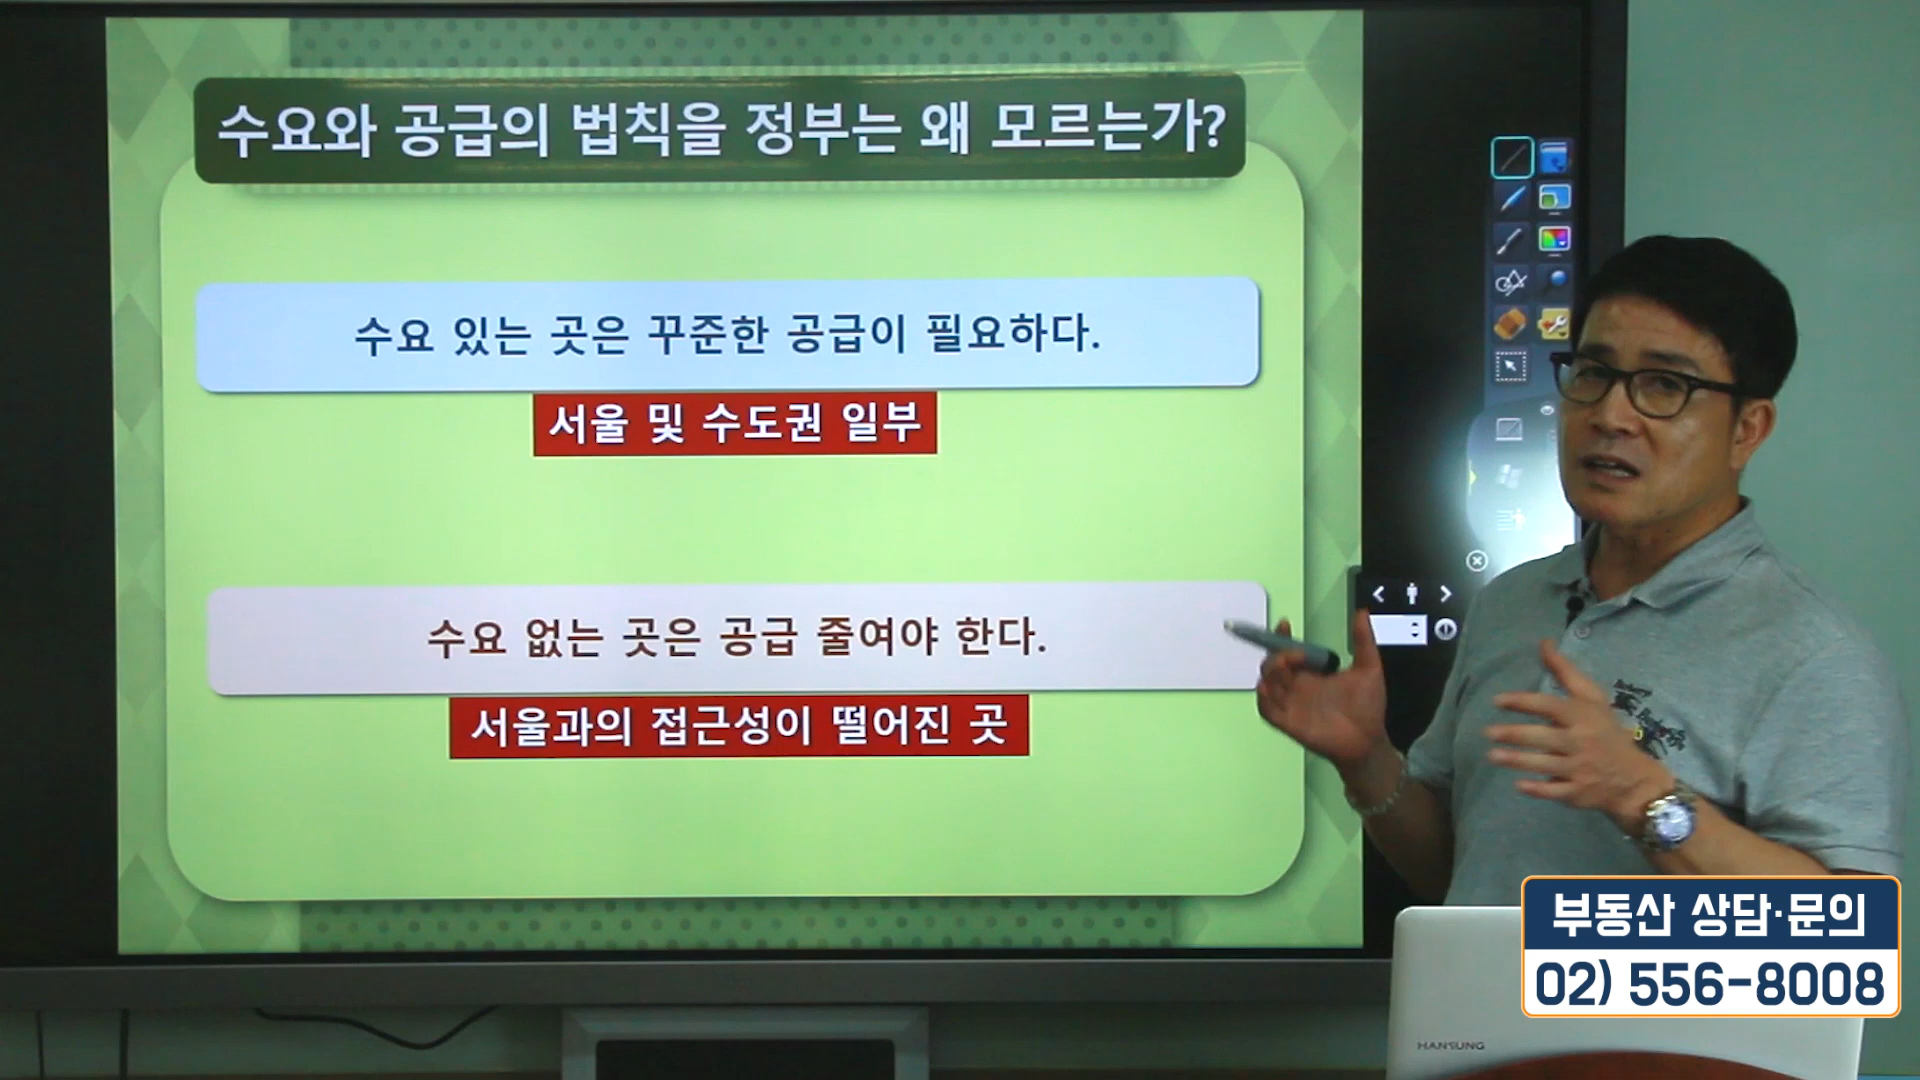 수요와 공급의 법칙을 정부는 왜 모르는가?
수요 있는 곳은 꾸준한 공급이 필요하다.
서울 및 수도권 일부
수요 없는 곳은 공급 줄여야 한다.
서울과의 접근성이 떨어진 곳
부동산 상담·문의
02) 556-8008
HANSUNG